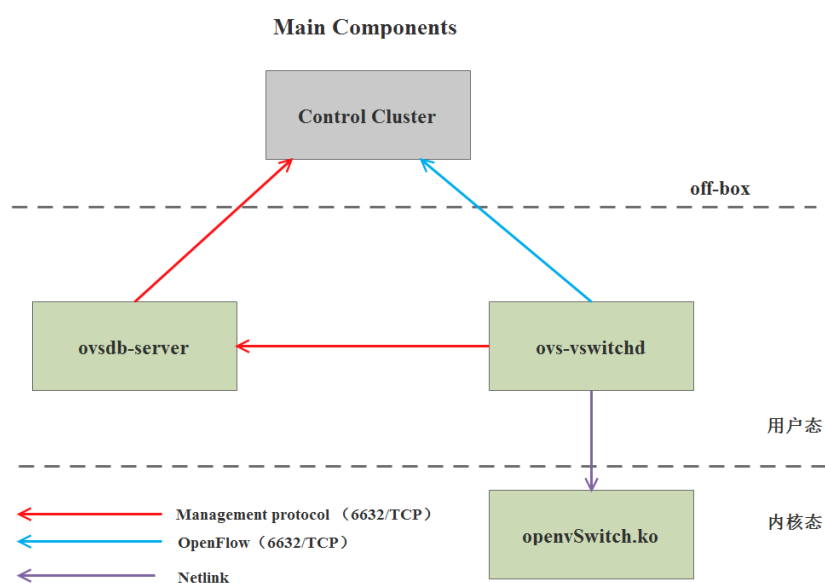 Main Components
Control Cluster
off-box
ovsdb-server
ovs-vswitchd
用户态
Management protocol （6632/TCP）
OpenFlow（6632/TCP）
Netlink
openvSwitch.ko
内核态